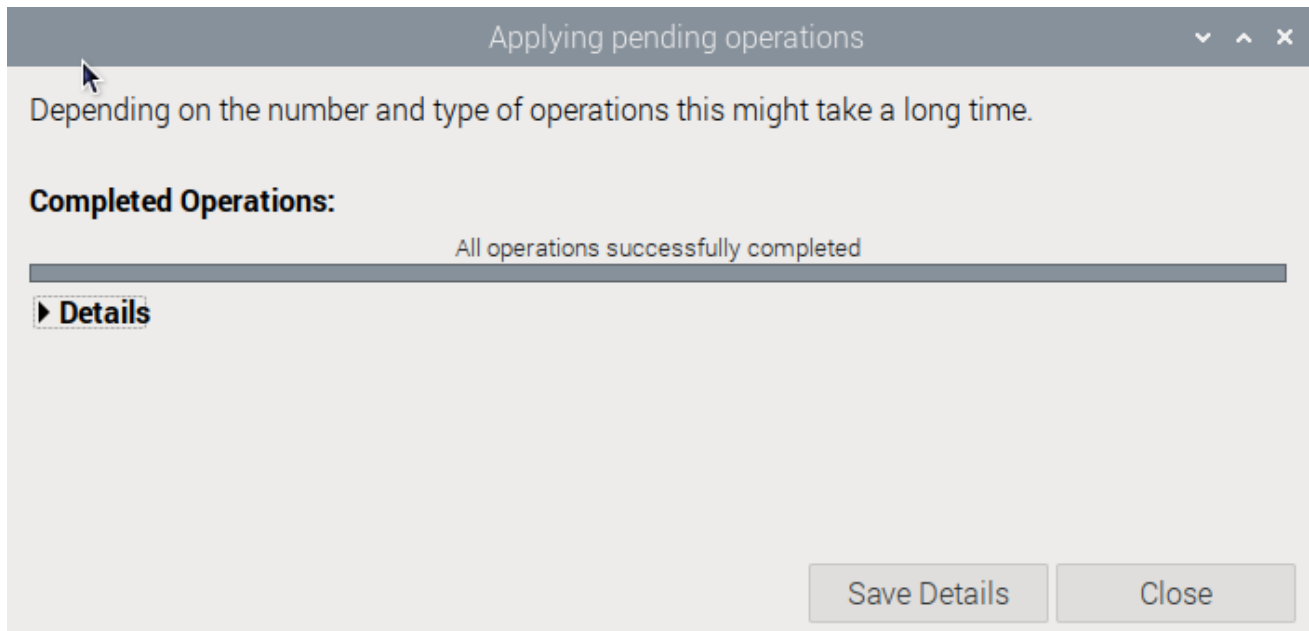 Applying pending operations
Depending on the number and type of operations this might take a long time.
Completed Operations:
All operations successfully completed
Details
Save Details
Close